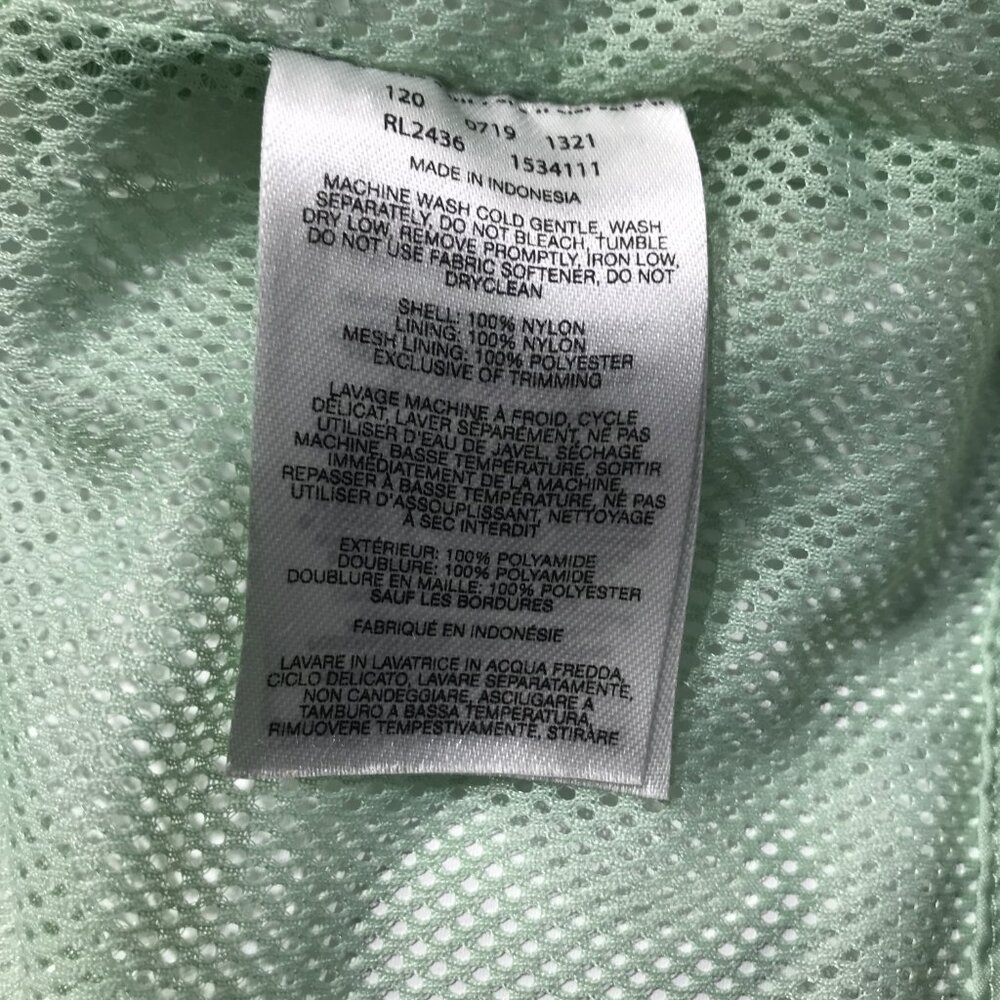 120
0719 1321
RL2436 1534111
MADE IN INDONESIA
MACHINE WASH COLD GENTLE, WASH
SEPARATELY, DO NOT BLEACH, TUMBLE
DRY LOW, REMOVE PROMPTLY, IRON LOW,
DO NOT USE FABRIC SOFTENER, DO NOT
DRYCLEAN
SHELL: 100% NYLON
LINING: 100% NYLON
MESH LINING: 100% POLYESTER
EXCLUSIVE OF TRIMMING
LAVAGE MACHINE À FROID, CYCLE
DÉLICAT, LAVER SÉPARÉMENT, NE PAS
UTILISER D'EAU DE JAVEL, SÉCHAGE
MACHINE, BASSE TEMPÉRATURE, SORTIR
IMMÉDIATEMENT DE LA MACHINE,
REPASSER À BASSE TEMPÉRATURE, NE PAS
UTILISER D'ASSOUPLISSANT, NETTOYAGE
À SEC INTERDIT
EXTÉRIEUR: 100% POLYAMIDE
DOUBLURE: 100% POLYAMIDE
DOUBLURE EN MAILLE: 100% POLYESTER
SAUF LES BORDURES
FABRIQUÉ EN INDONÉSIE
LAVARE IN LAVATRICE IN ACQUA FREDDA,
CICLO DELICATO, LAVARE SEPARATAMENTE,
NON CANDEGGIARE, ASCIUGARE A
TAMBURO A BASSA TEMPERATURA,
RIMUOVERE TEMPESTIVAMENTE, STIRARE